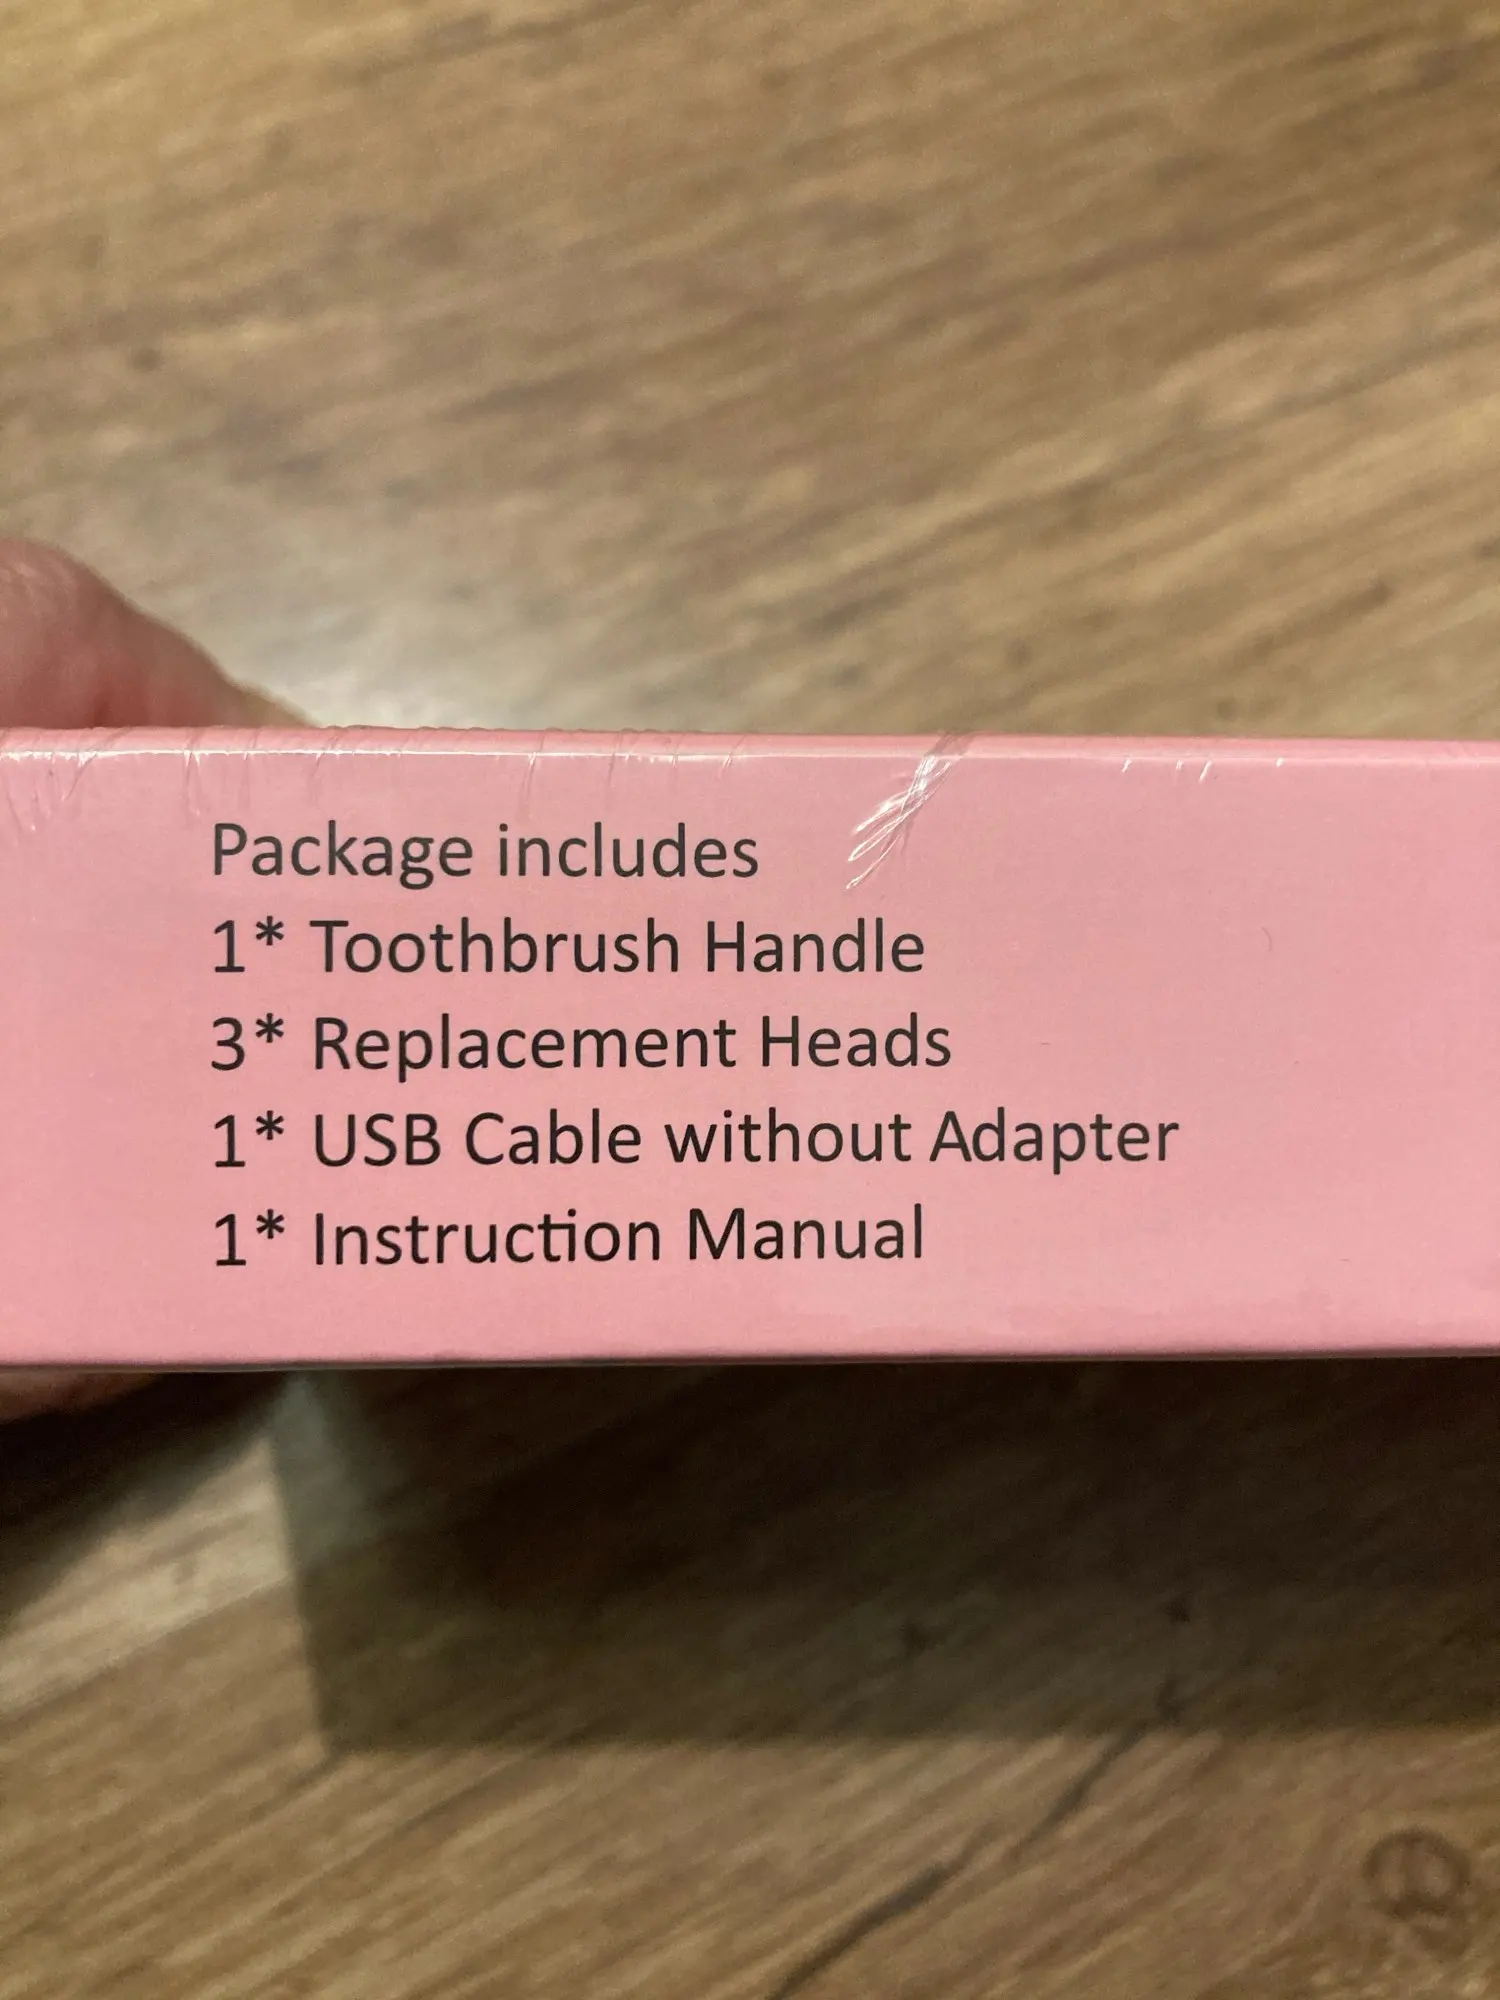 Package includes
1* Toothbrush Handle
3* Replacement Heads
1* USB Cable without Adapter
1* Instruction Manual